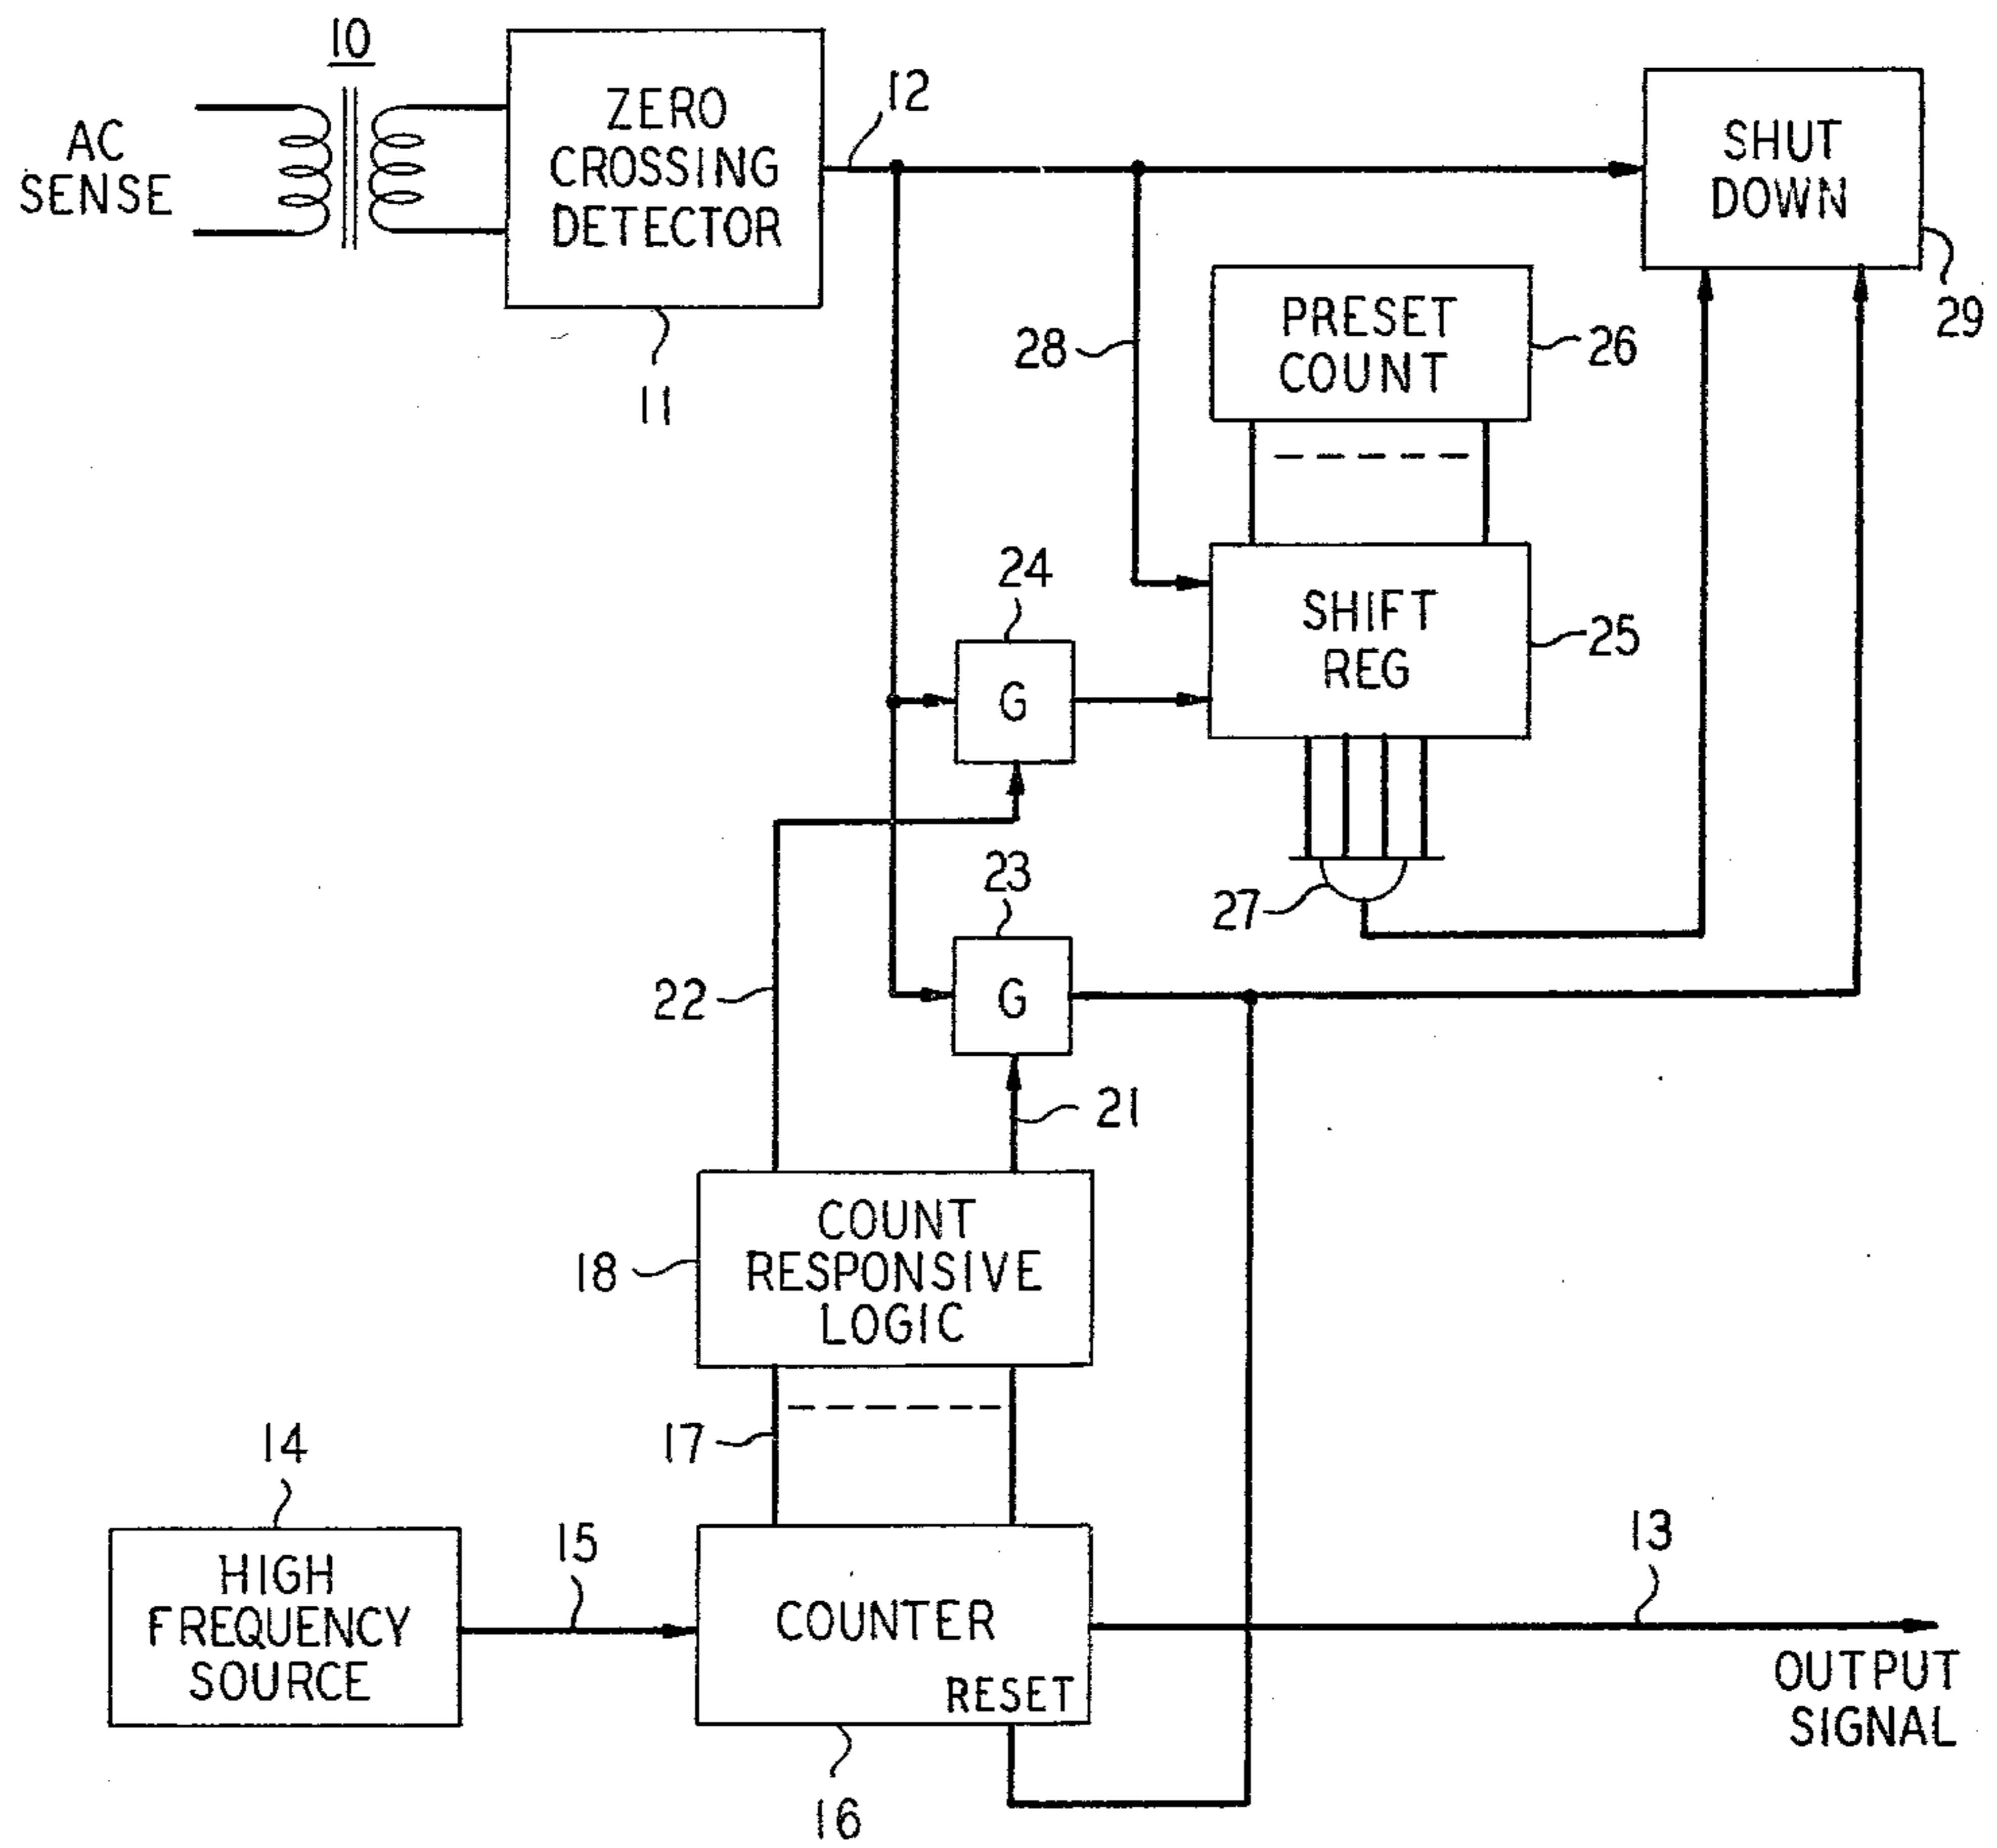 10
AC
SENSE
ZERO
CROSSING
DETECTOR
11
12
SHUT
DOWN
29
28
PRESET
COUNT
26
24
G
SHIFT
REG
25
27
23
G
22
21
18
COUNT
RESPONSIVE
LOGIC
17
14
HIGH
FREQUENCY
SOURCE
15
COUNTER
RESET
16
13
OUTPUT
SIGNAL